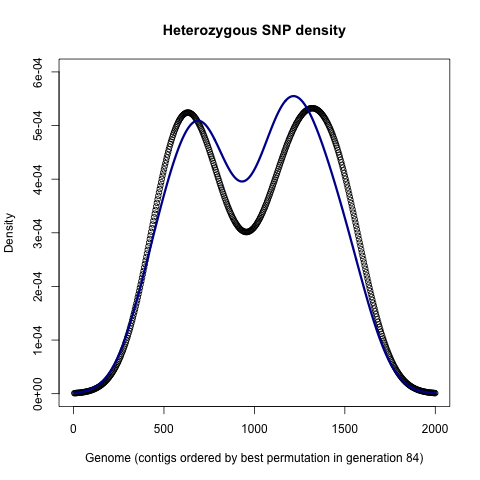 Heterozygous SNP density
6e-04
5e-04
4e-04
3e-04
2e-04
1e-04
0e+00
Density
0 500 1000 1500 2000
Genome (contigs ordered by best permutation in generation 84)